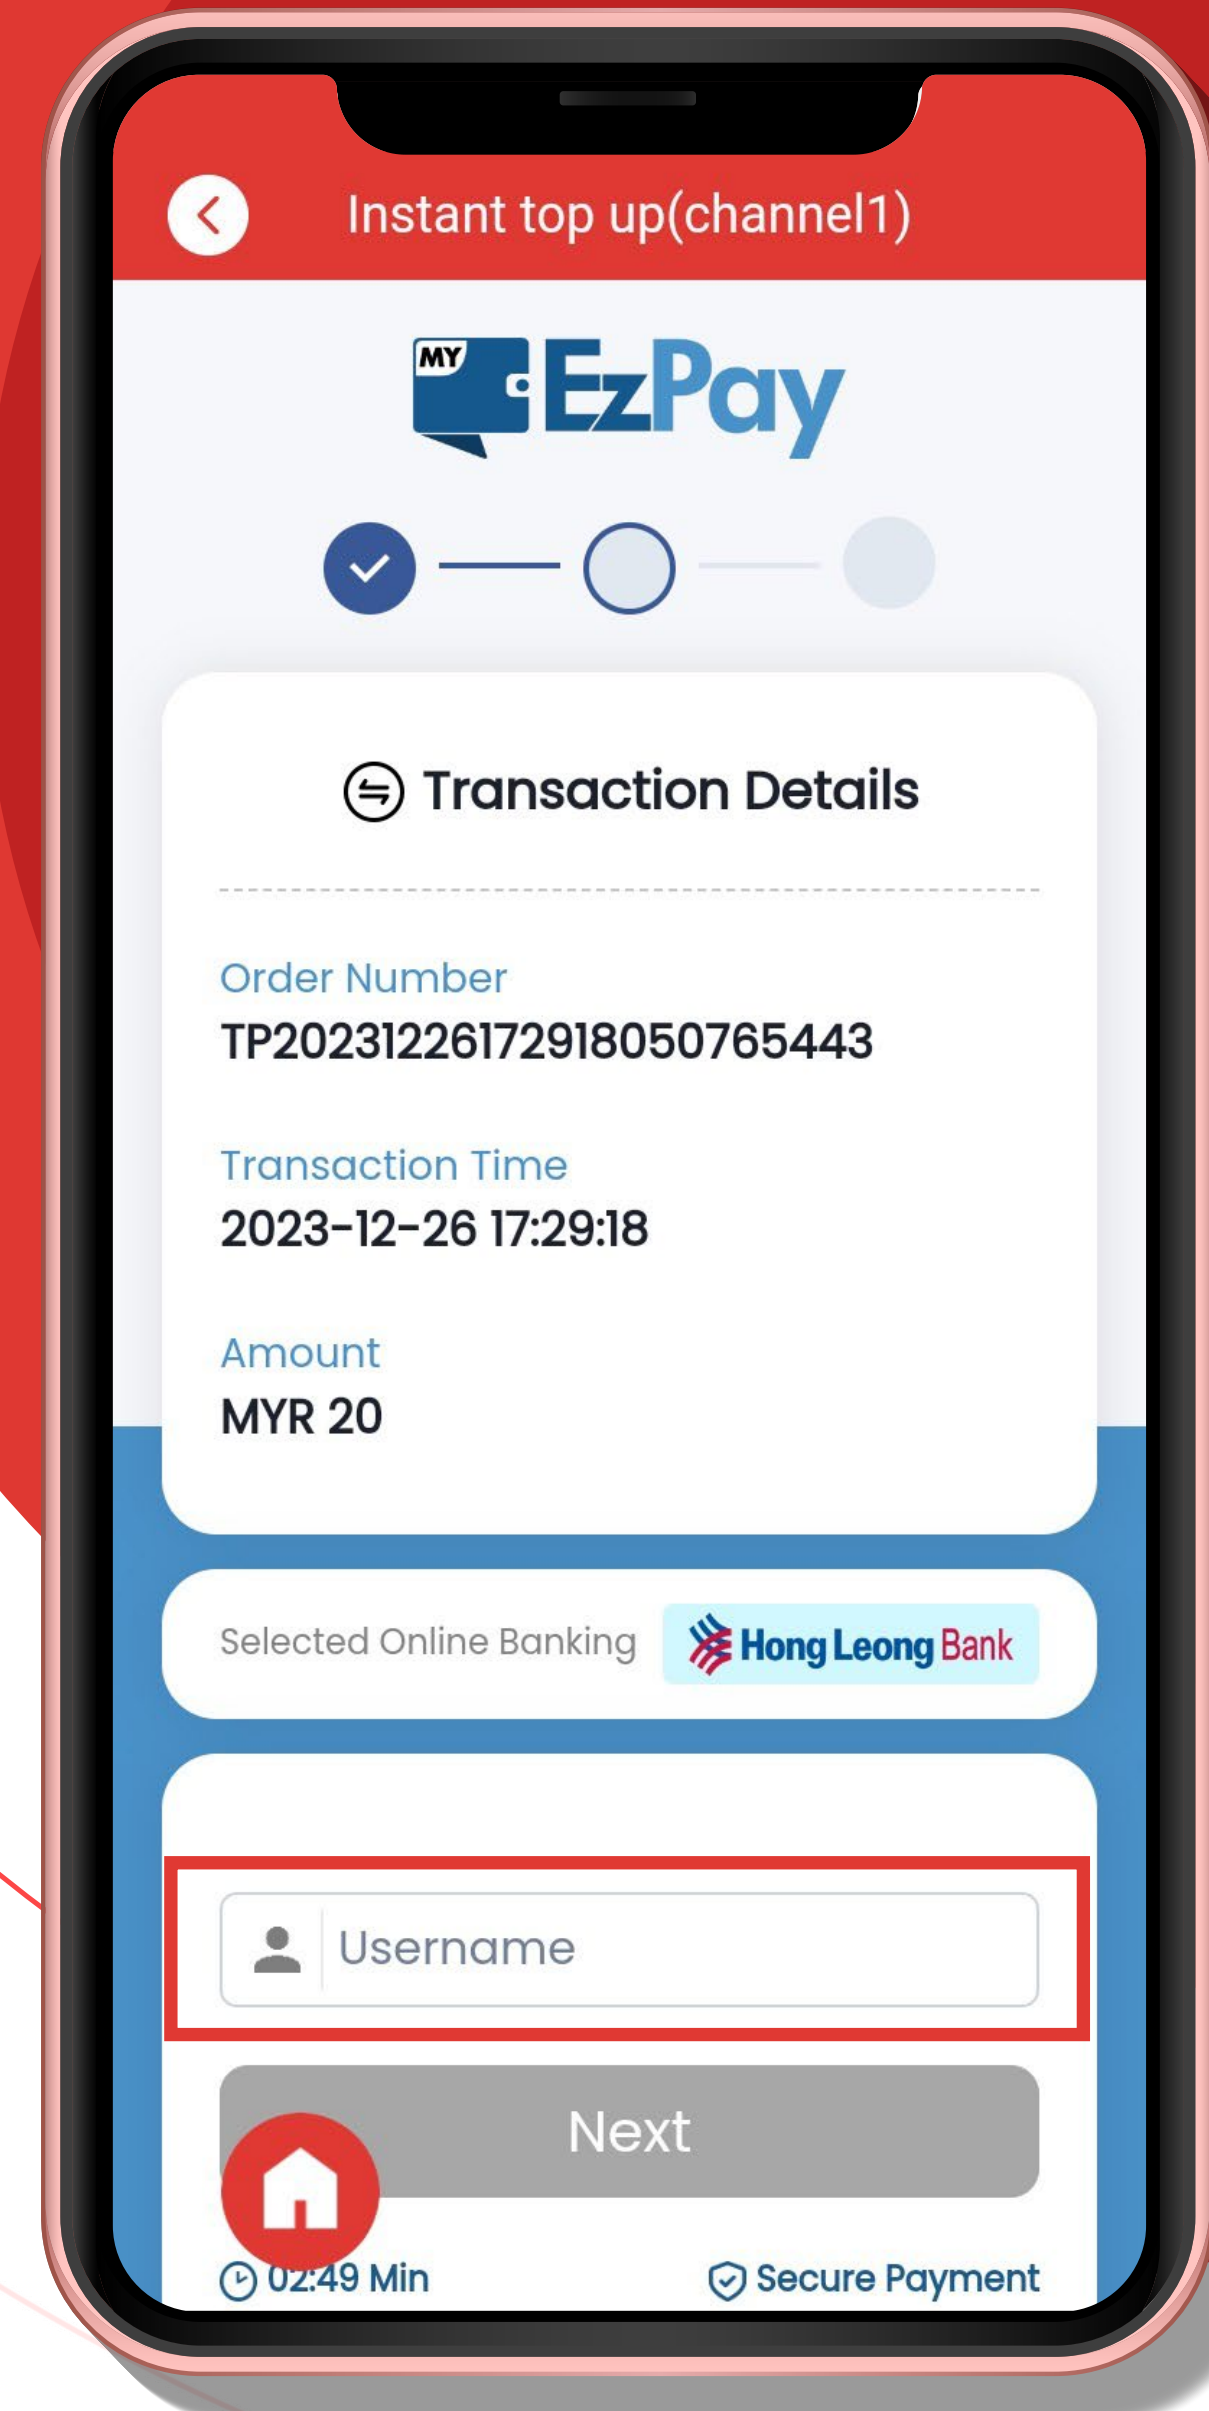 Instant top up(channel1)
MY EzPay
Transaction Details
Order Number
TP20231226172918050765443
Transaction Time
2023-12-26 17:29:18
Amount
MYR 20
Selected Online Banking Hong Leong Bank
Username
Next
02:49 Min Secure Payment